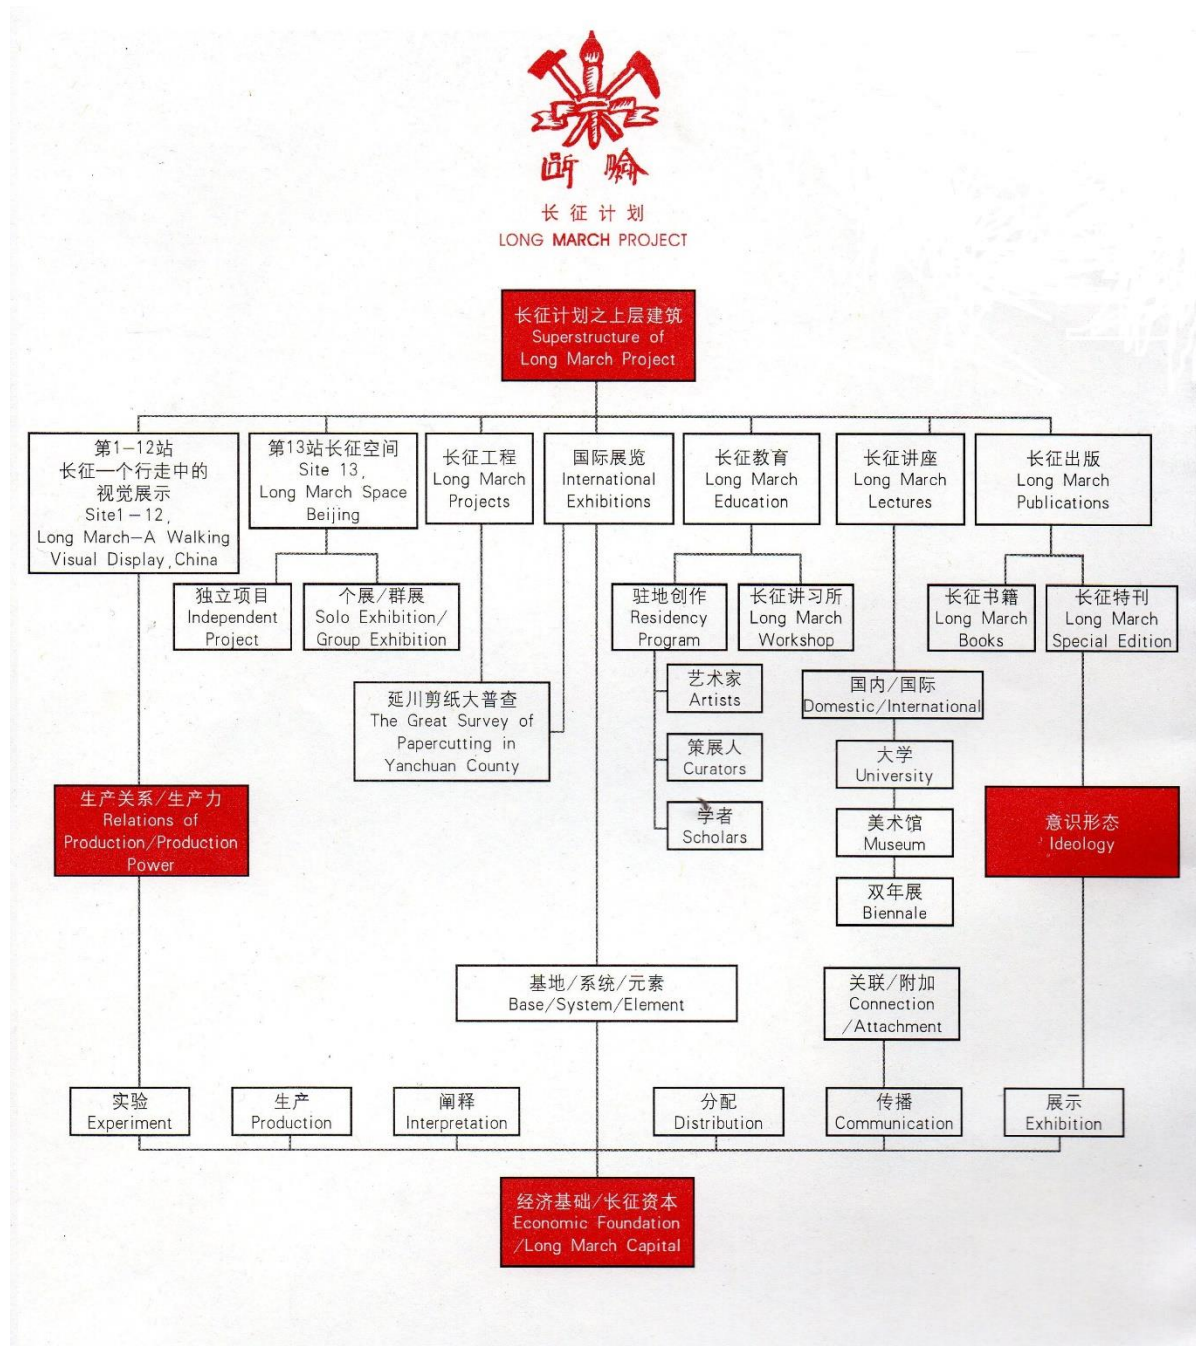 长征计划
LONG MARCH PROJECT
长征计划之上层建筑
Superstructure of
Long March Project
第1-12站
长征—个行走中的
视觉展示
Site1-12,
Long March-A Walking
Visual Display,China
第13站长征空间
Site 13,
Long March Space
Beijing
长征工程
Long March
Projects
国际展览
International
Exhibitions
长征教育
Long March
Education
长征讲座
Long March
Lectures
长征出版
Long March
Publications
独立项目
Independent
Project
个展/群展
Solo Exhibition/
Group Exhibition
驻地创作
Residency
Program
长征讲习所
Long March
Workshop
长征书籍
Long March
Books
长征特刊
Long March
Special Edition
延川剪纸大普查
The Great Survey of
Papercutting in
Yanchuan County
艺术家
Artists
策展人
Curators
学者
Scholars
国内/国际
Domestic/International
大学
University
美术馆
Museum
双年展
Biennale
生产关系/生产力
Relations of
Production/Production
Power
意识形态
Ideology
基地/系统/元素
Base/System/Element
关联/附加
Connection
/Attachment
实验
Experiment
生产
Production
阐释
Interpretation
分配
Distribution
传播
Communication
展示
Exhibition
经济基础/长征资本
Economic Foundation
/Long March Capital